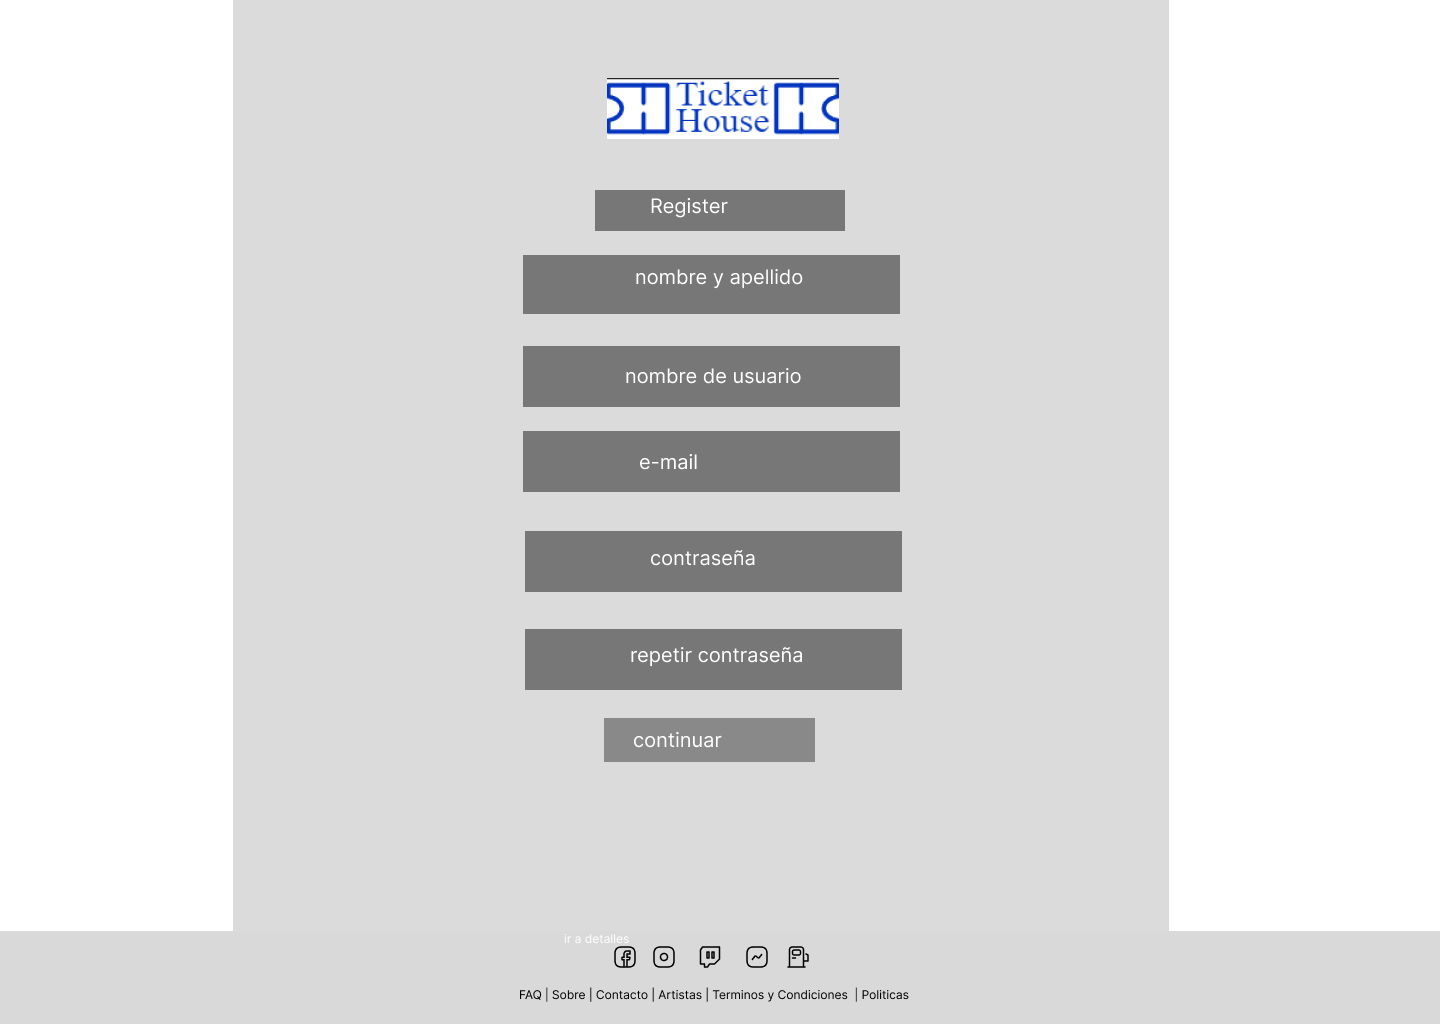 Ticket
House
Register
nombre y apellido
nombre de usuario
e-mail
contraseña
repetir contraseña
continuar
ir a detalles
FAQ | Sobre | Contacto | Artistas | Terminos y Condiciones  | Politicas